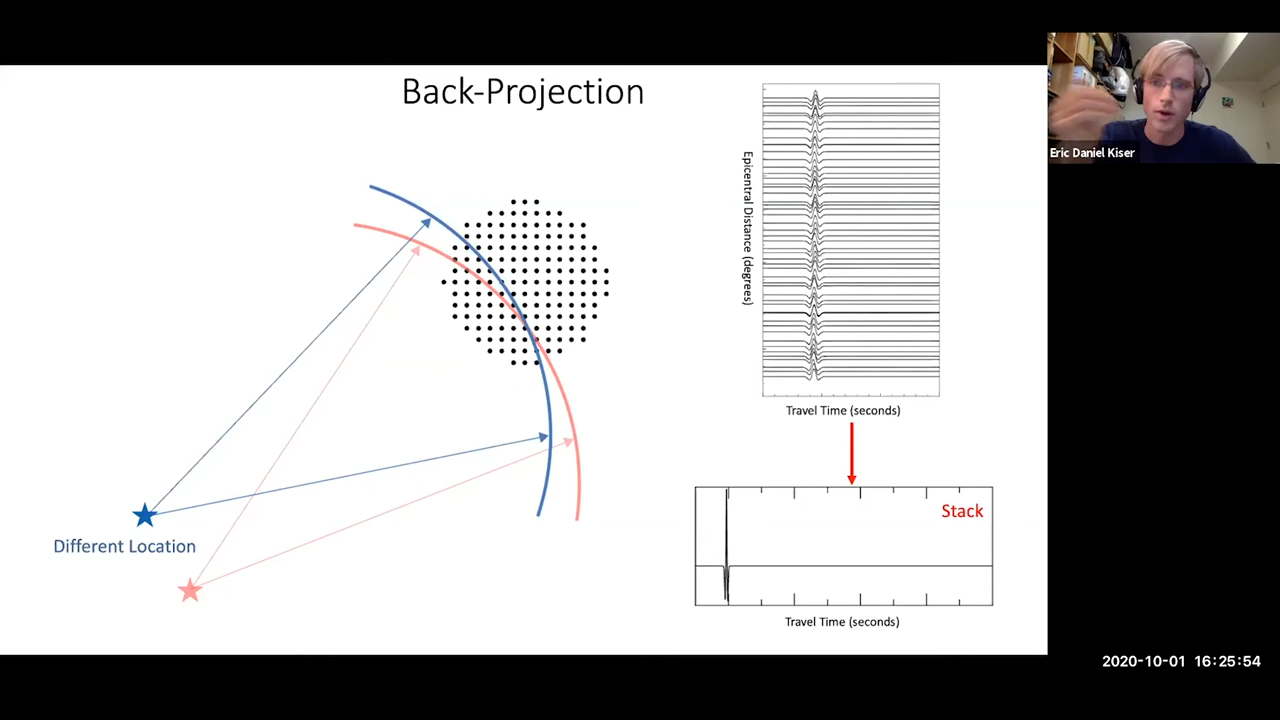 Back-Projection
Different Location
Epicentral Distance (degrees)
Travel Time (seconds)
Stack
Travel Time (seconds)
Eric Daniel Kiser
2020-10-01 16:25:54